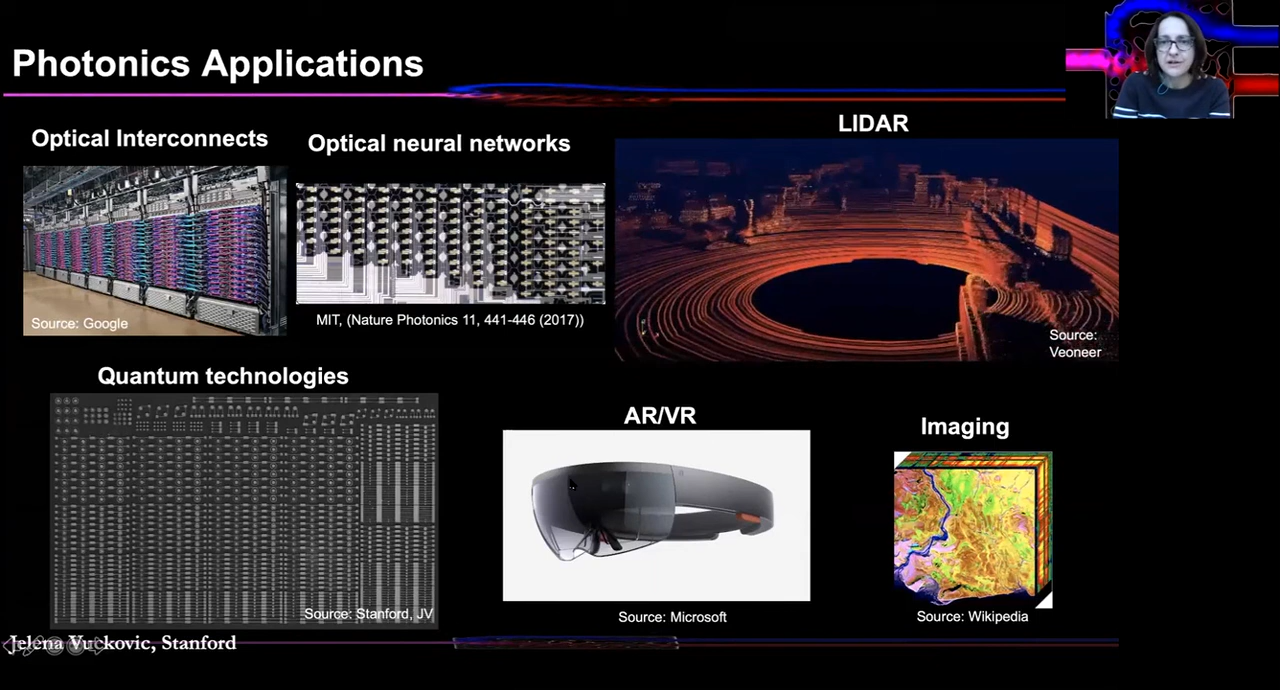 Photonics Applications
Optical Interconnects
Optical neural networks
LIDAR
Source: Google
MIT, (Nature Photonics 11, 441-446 (2017))
Source:
Veoneer
Quantum technologies
AR/VR
Imaging
Source: Stanford, JV
Source: Microsoft
Source: Wikipedia
Jelena Vuckovic, Stanford